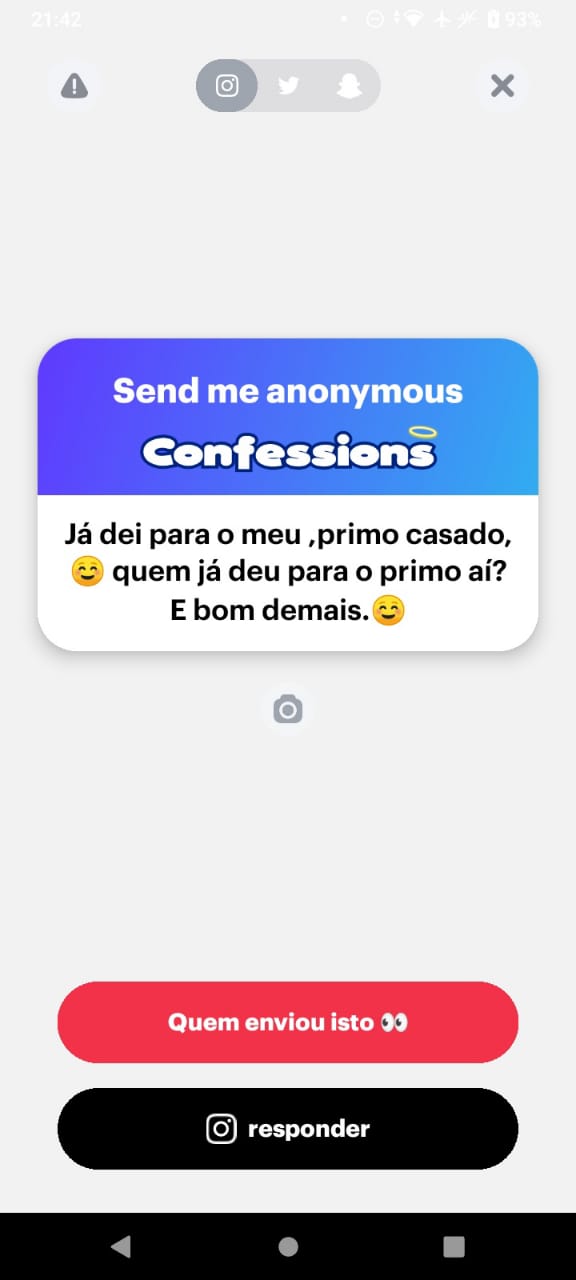 21:42
93%
Send me anonymous
Confessions
Já dei para o meu ,primo casado,
😊 quem já deu para o primo aí?
E bom demais.😊
Quem enviou isto 👀
responder